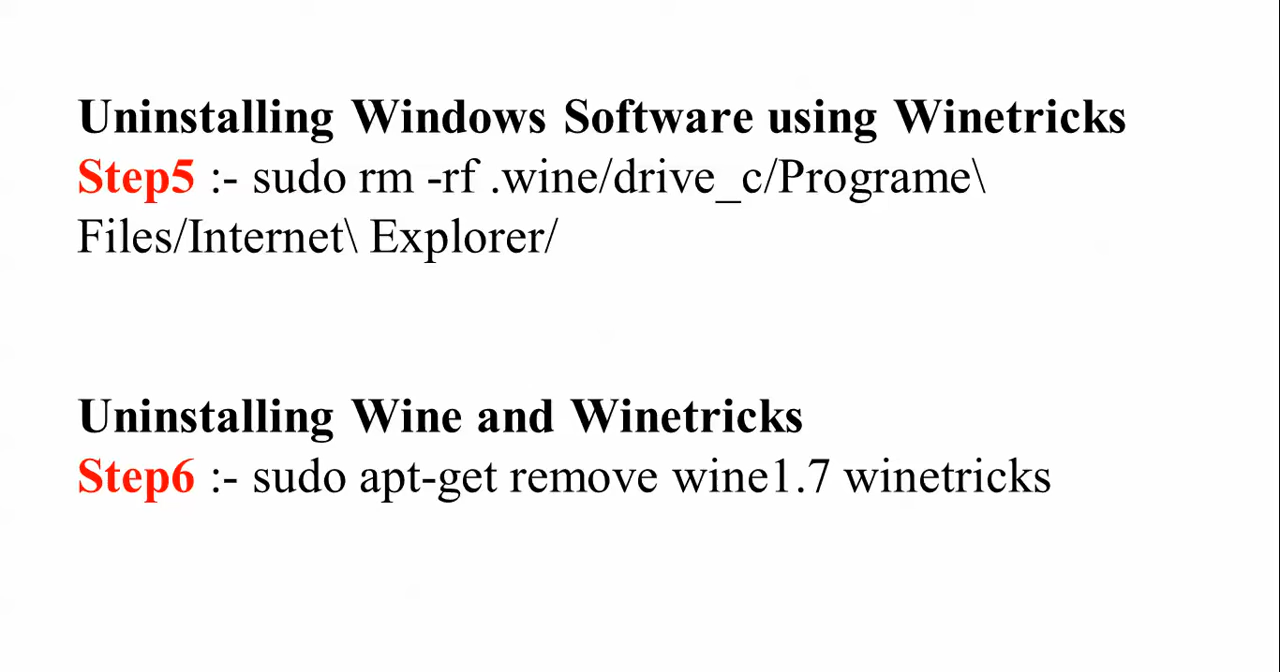 Uninstalling Windows Software using Winetricks
Step5 :- sudo rm -rf .wine/drive_c/Programe\
Files/Internet\ Explorer/
Uninstalling Wine and Winetricks
Step6 :- sudo apt-get remove wine1.7 winetricks